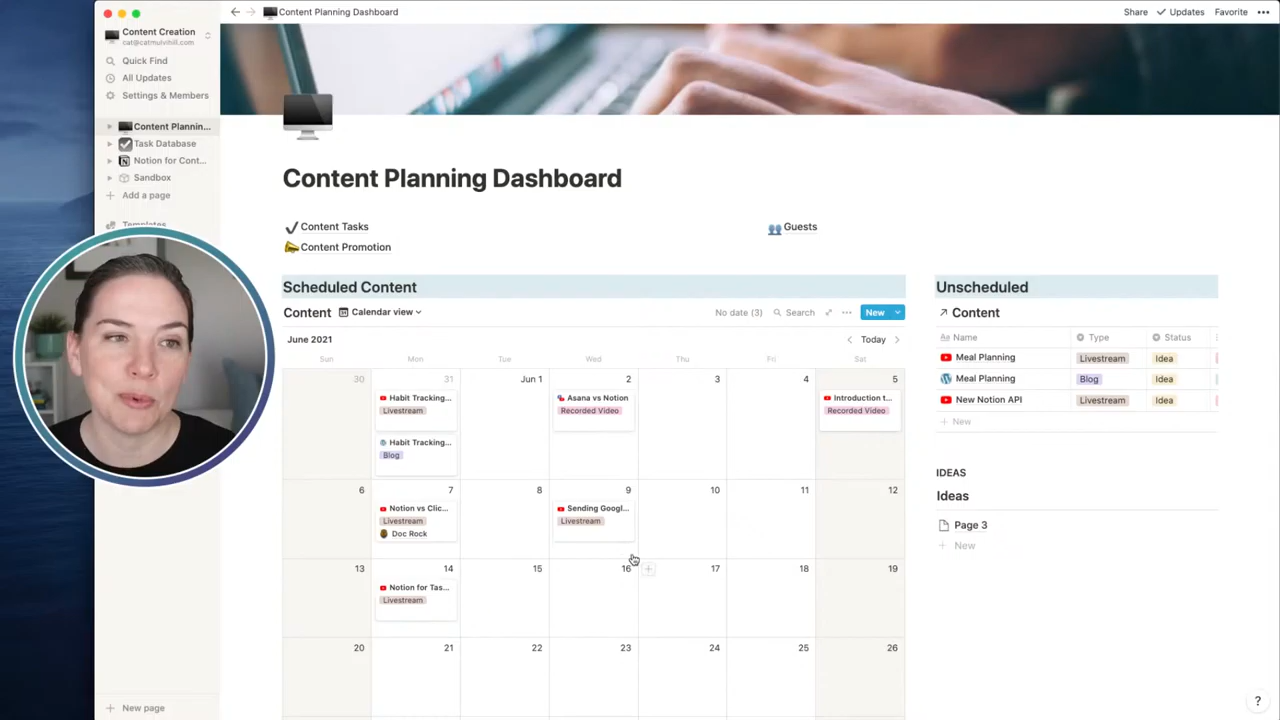 Content Planning Dashboard
Share
Updates
Favorite
Content Creation
cat@catmulvihill.com
Quick Find
All Updates
Settings & Members
Content Plannin...
Task Database
Notion for Cont...
Sandbox
Add a page
Templates
New page
Content Planning Dashboard
Content Tasks
Guests
Content Promotion
Scheduled Content
Content
Calendar view
No date (3)
Search
New
June 2021
Today
Sun Mon Tue Wed Thu Fri Sat
30 31 Jun 1 2 3 4 5
Habit Tracking...
Livestream
Asana vs Notion
Recorded Video
Introduction t...
Recorded Video
Habit Tracking...
Blog
6 7 8 9 10 11 12
Notion vs Clic...
Livestream
Doc Rock
Sending Googl...
Livestream
13 14 15 16 17 18 19
Notion for Tas...
Livestream
20 21 22 23 24 25 26
Unscheduled
Content
Name Type Status
Meal Planning Livestream Idea
Meal Planning Blog Idea
New Notion API Livestream Idea
New
IDEAS
Ideas
Page 3
New
?